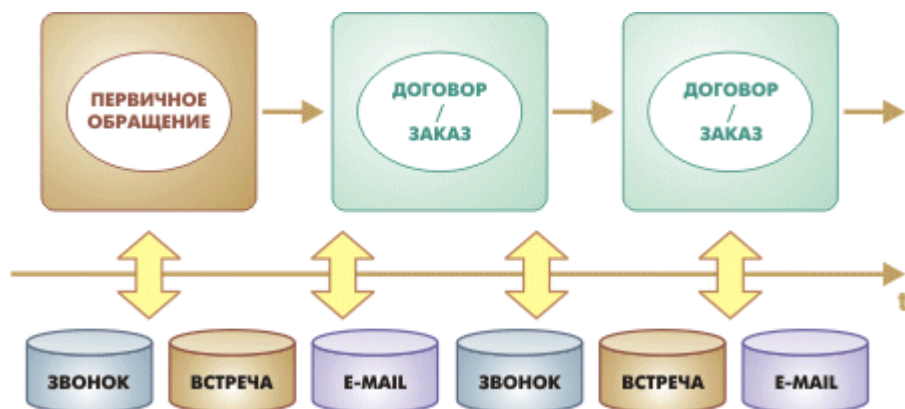 ПЕРВИЧНОЕ
ОБРАЩЕНИЕ
ДОГОВОР
/
ЗАКАЗ
ДОГОВОР
/
ЗАКАЗ
t
ЗВОНОК
ВСТРЕЧА
E-MAIL
ЗВОНОК
ВСТРЕЧА
E-MAIL